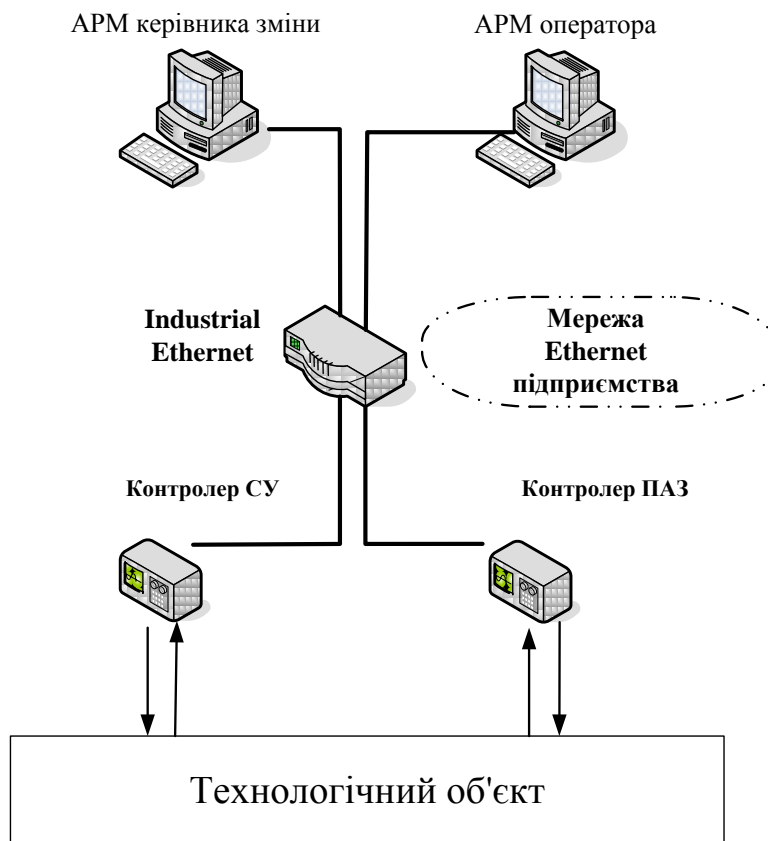 АРМ керівника зміни
АРМ оператора
Industrial
Ethernet
Мережа
Ethernet
підприємства
Контролер СУ
Контролер ПАЗ
Технологічний об'єкт